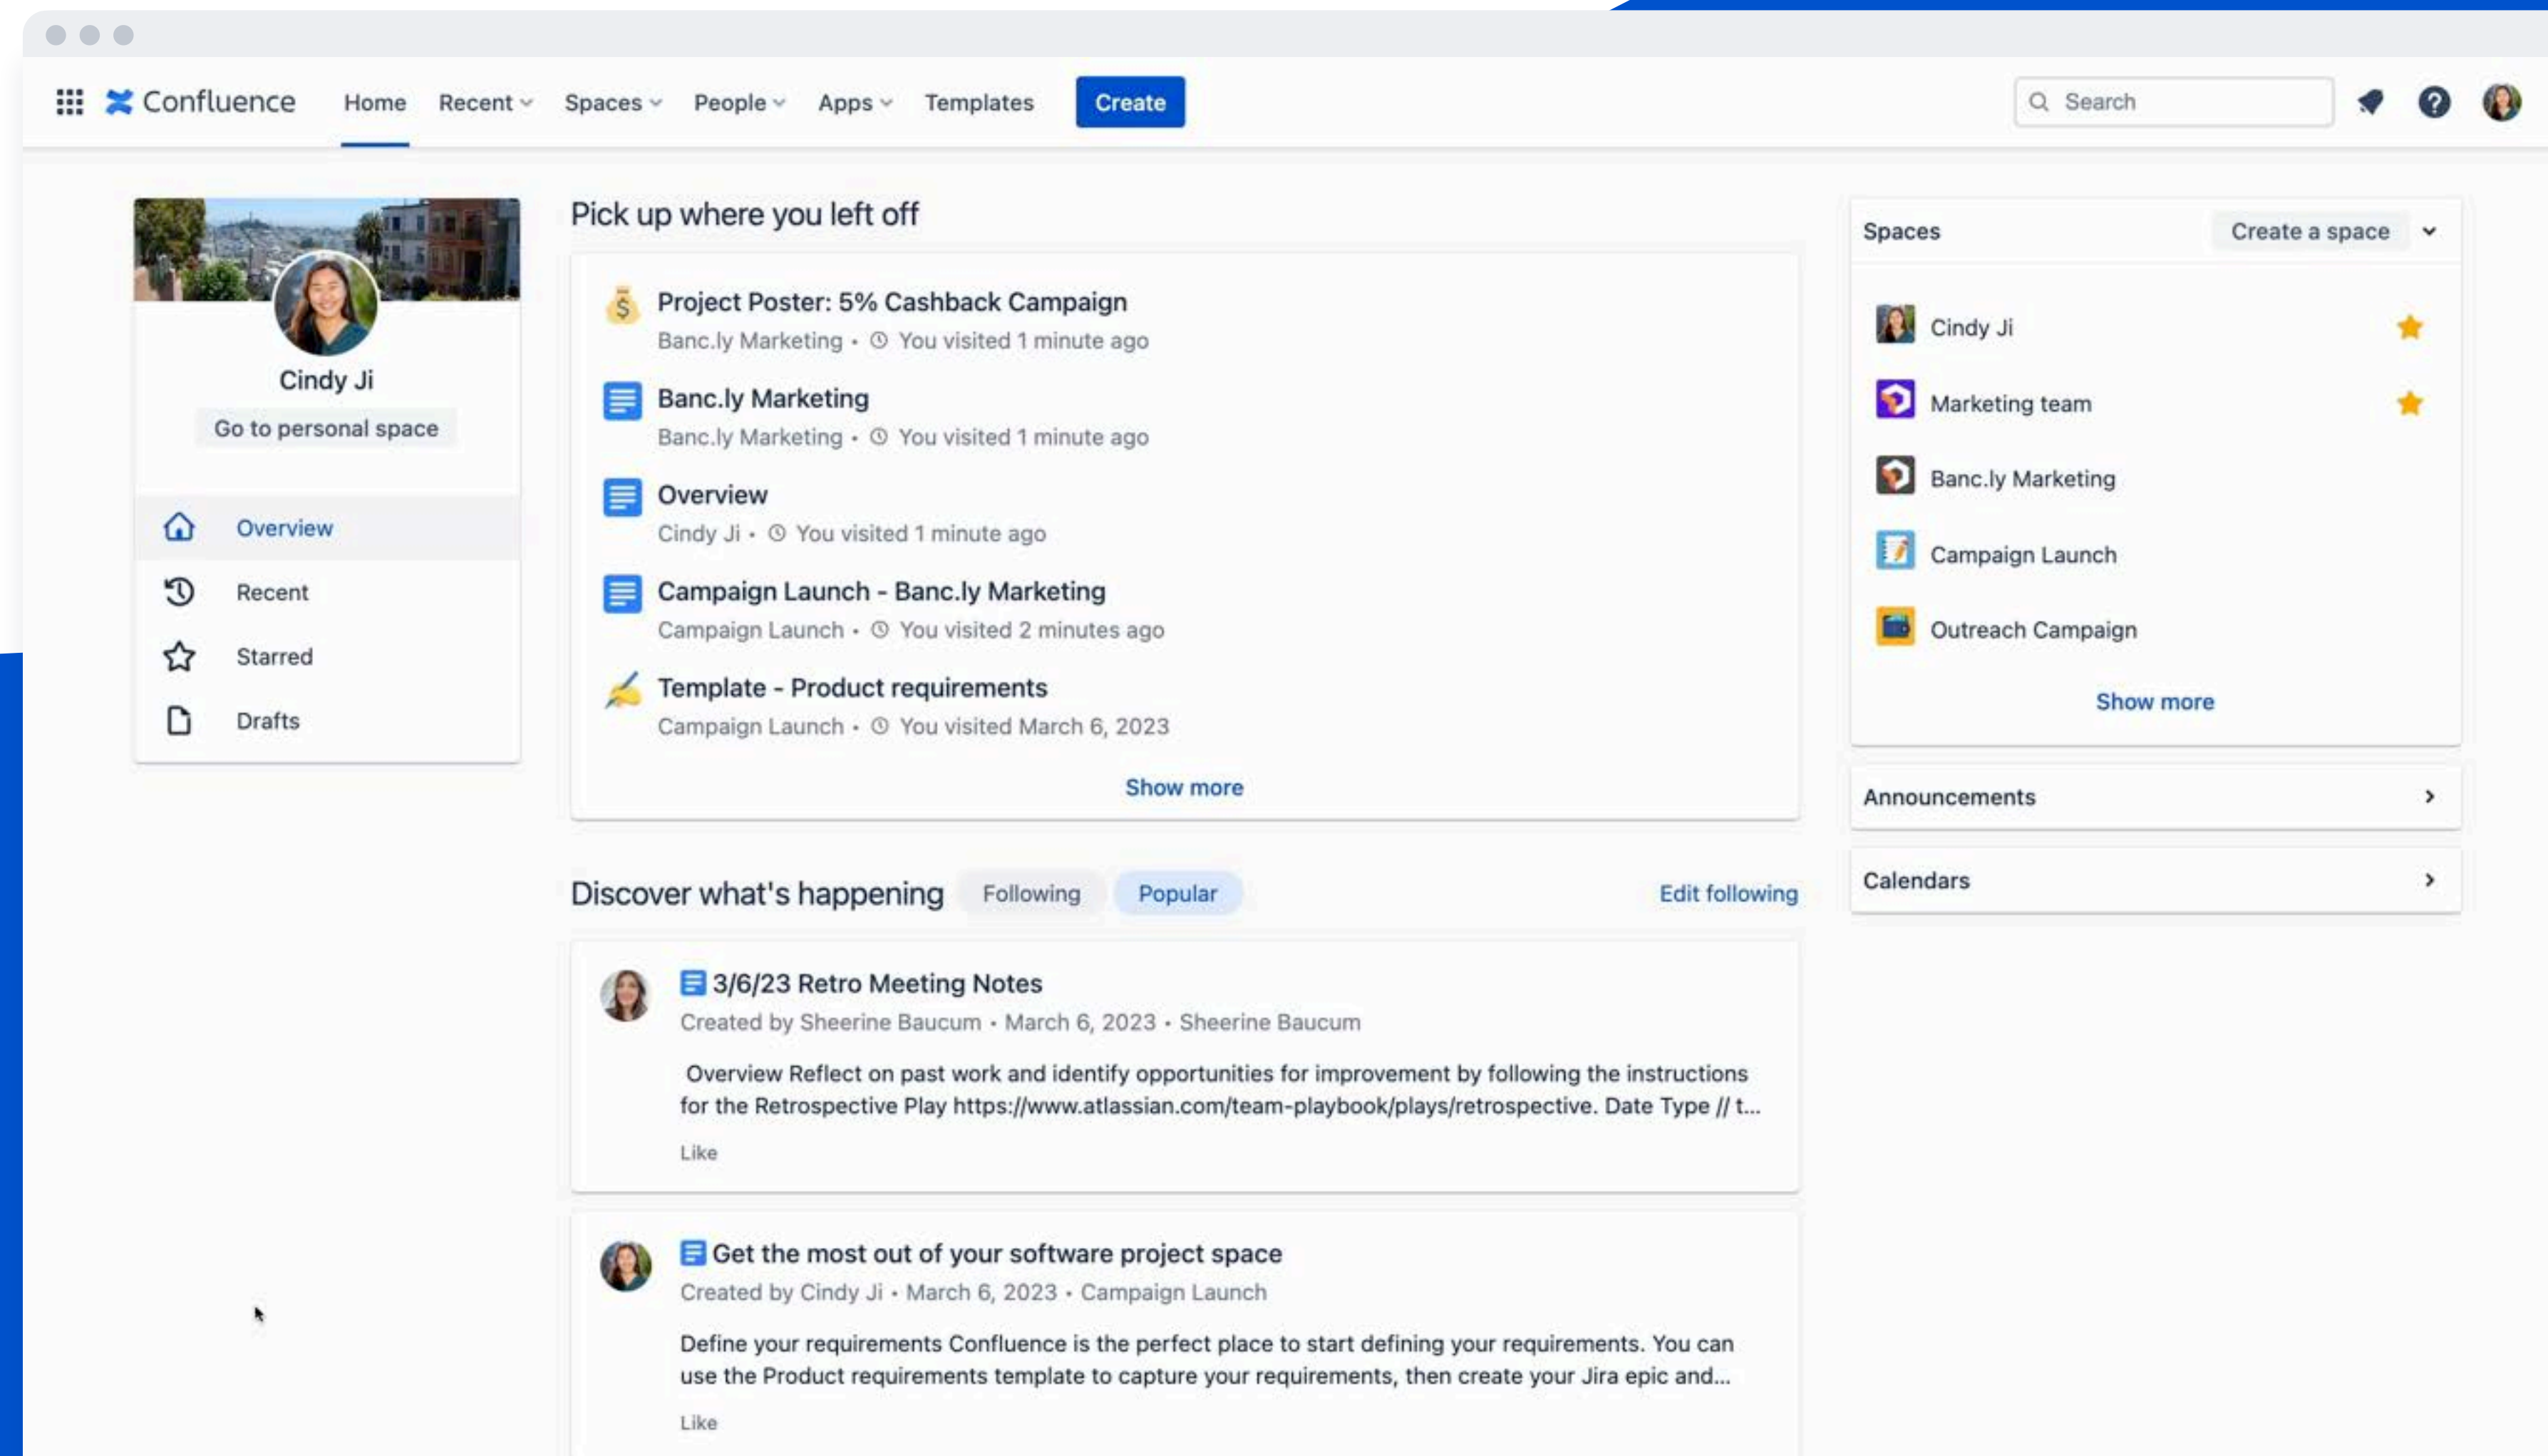 Confluence Home Recent Spaces People Apps Templates Create Search
Cindy Ji
Go to personal space
Overview
Recent
Starred
Drafts
Pick up where you left off
Project Poster: 5% Cashback Campaign
Banc.ly Marketing • You visited 1 minute ago
Banc.ly Marketing
Banc.ly Marketing • You visited 1 minute ago
Overview
Cindy Ji • You visited 1 minute ago
Campaign Launch - Banc.ly Marketing
Campaign Launch • You visited 2 minutes ago
Template - Product requirements
Campaign Launch • You visited March 6, 2023
Show more
Discover what's happening Following Popular Edit following
3/6/23 Retro Meeting Notes
Created by Sheerine Baucum • March 6, 2023 • Sheerine Baucum
Overview Reflect on past work and identify opportunities for improvement by following the instructions
for the Retrospective Play https://www.atlassian.com/team-playbook/plays/retrospective. Date Type // t...
Like
Get the most out of your software project space
Created by Cindy Ji • March 6, 2023 • Campaign Launch
Define your requirements Confluence is the perfect place to start defining your requirements. You can
use the Product requirements template to capture your requirements, then create your Jira epic and...
Like
Spaces Create a space
Cindy Ji
Marketing team
Banc.ly Marketing
Campaign Launch
Outreach Campaign
Show more
Announcements
Calendars